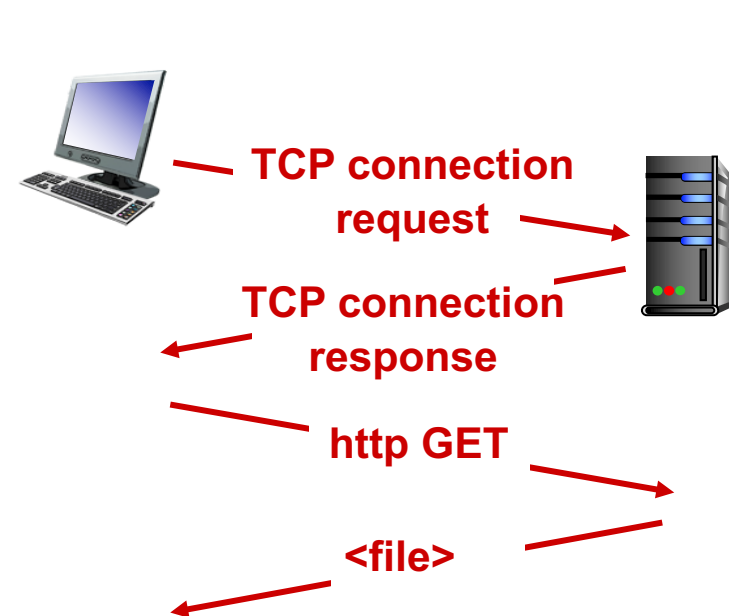 TCP connection
request
TCP connection
response
http GET
<file>